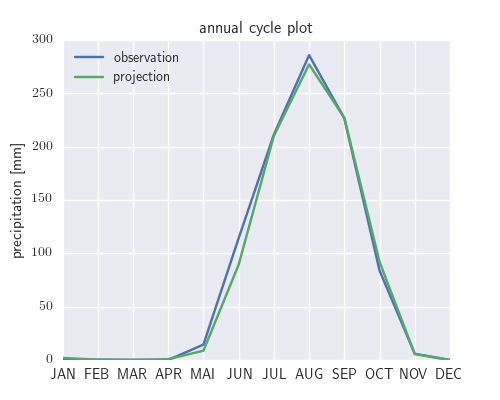 annual cycle plot
observation
projection
precipitation [mm]
300
250
200
150
100
50
0
JAN FEB MAR APR MAI JUN JUL AUG SEP OCT NOV DEC